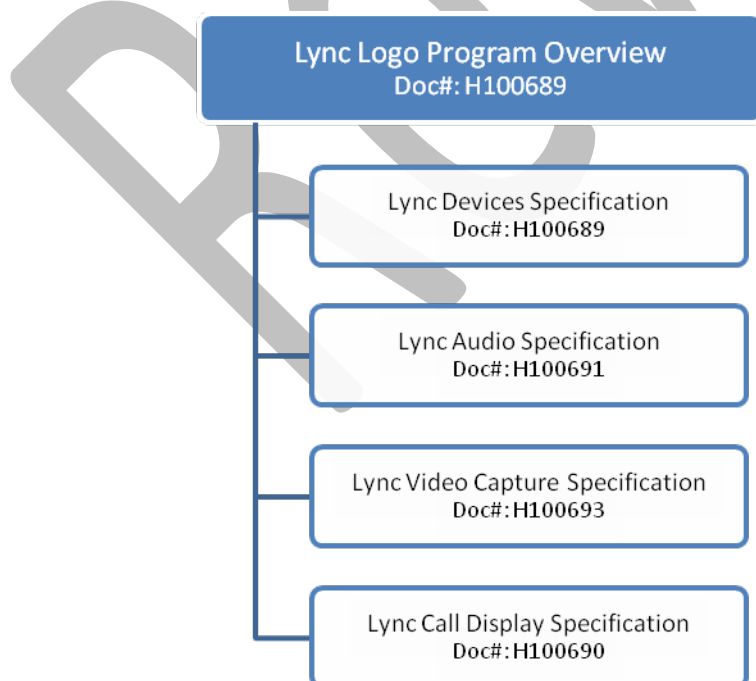 Lync Logo Program Overview
Doc#: H100689
Lync Devices Specification
Doc#: H100689
Lync Audio Specification
Doc#: H100691
Lync Video Capture Specification
Doc#: H100693
Lync Call Display Specification
Doc#: H100690